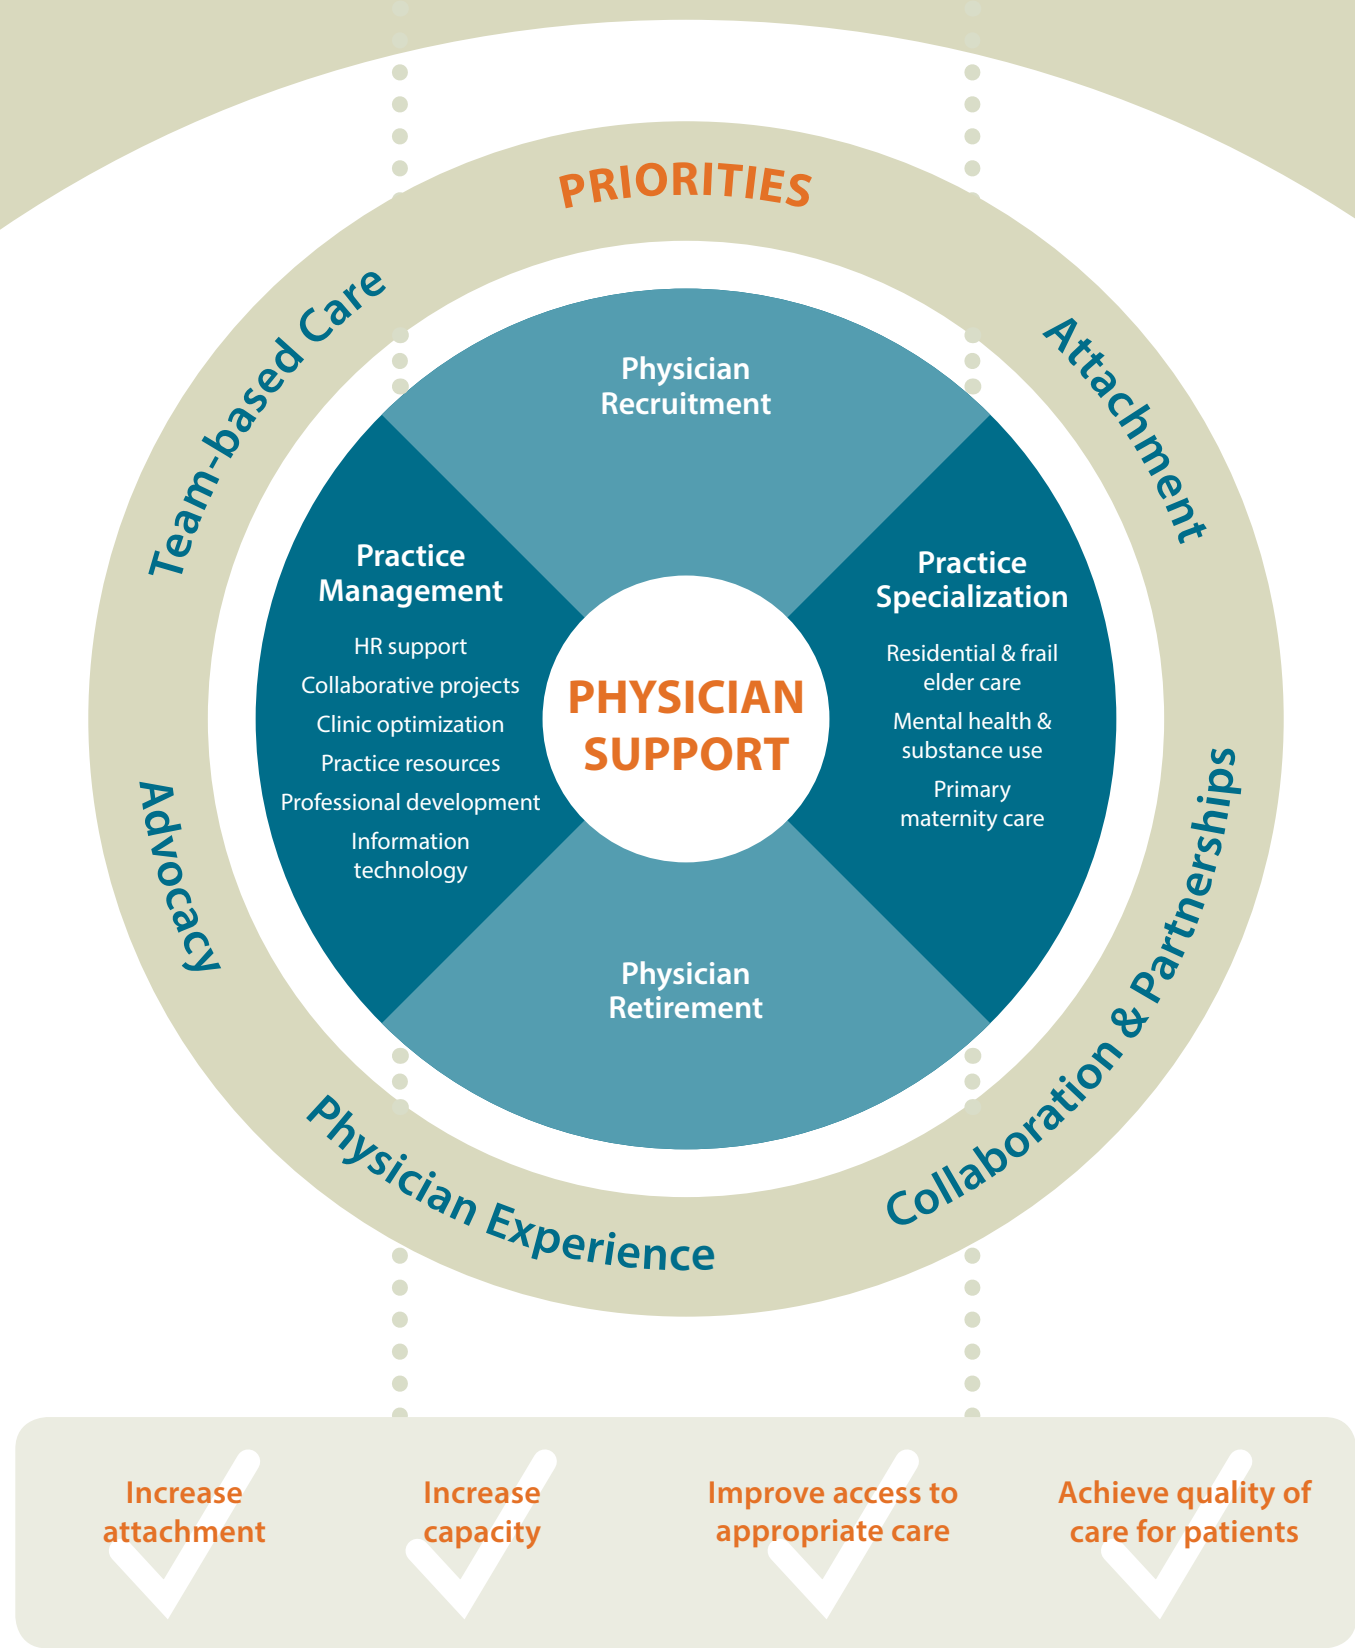 PRIORITIES
Team-based Care
Attachment
Physician
Recruitment
Practice
Management
HR support
Collaborative projects
Clinic optimization
Practice resources
Professional development
Information
technology
PHYSICIAN
SUPPORT
Practice
Specialization
Residential & frail
elder care
Mental health &
substance use
Primary
maternity care
Physician
Retirement
Advocacy
Physician Experience
Collaboration & Partnerships
Increase
attachment
Increase
capacity
Improve access to
appropriate care
Achieve quality of
care for patients